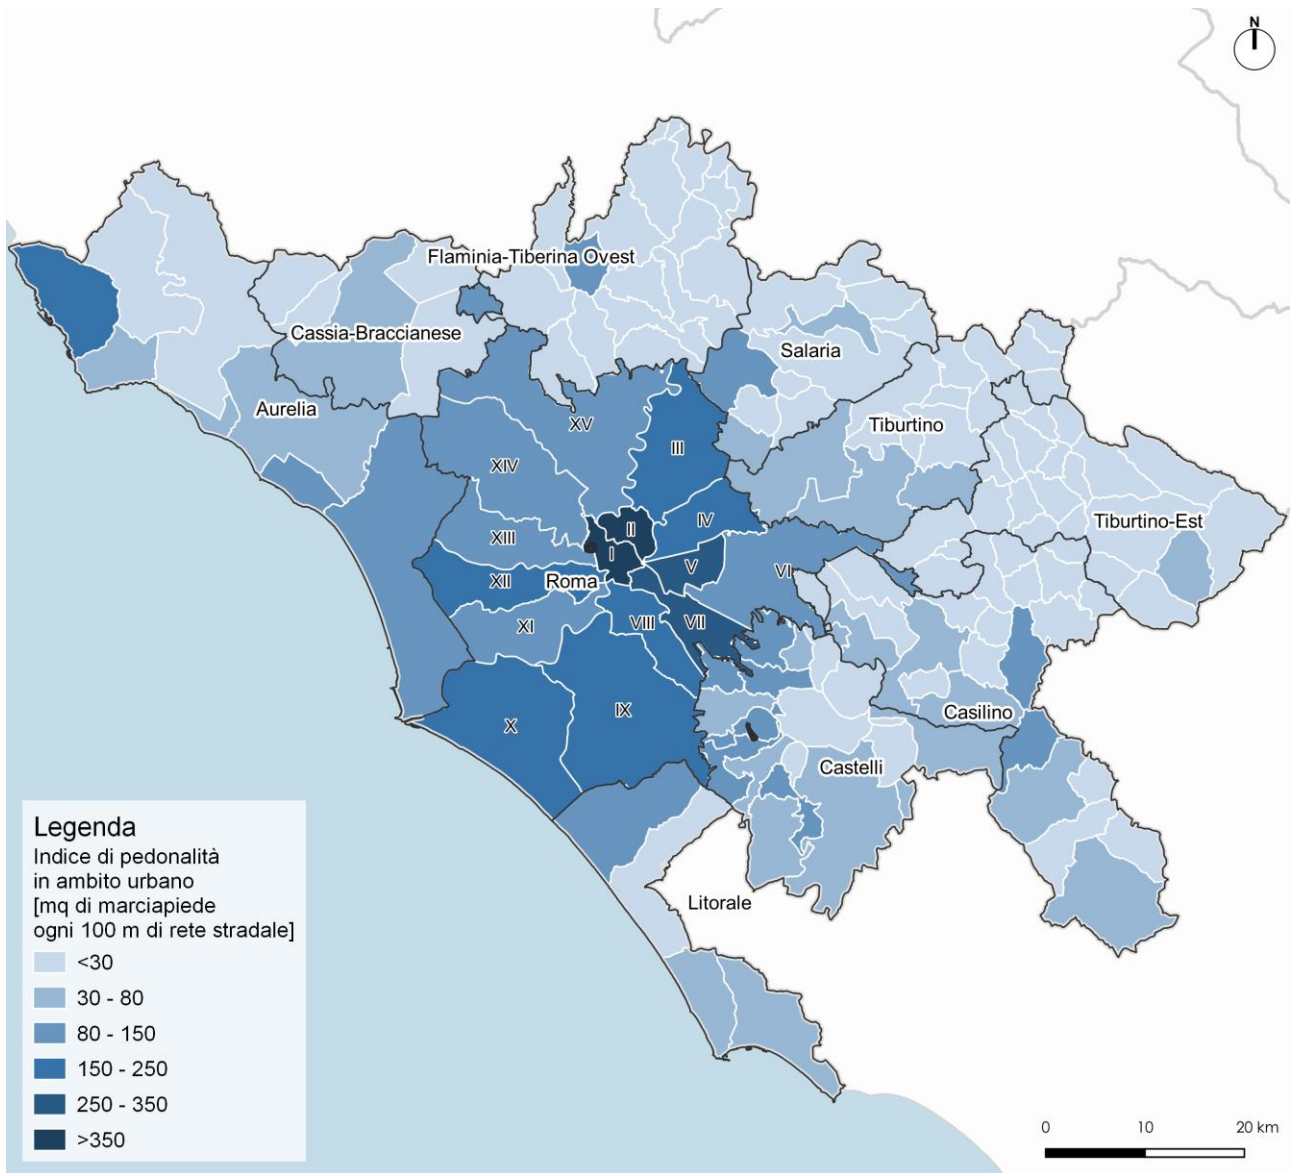 N
Flaminia-Tiberina Ovest
Cassia-Braccianese
Salaria
Aurelia
Tiburtino
XV
III
XIV
Tiburtino-Est
IV
II
XIII
I
V
VI
XII
Roma
XI
VIII
VII
IX
Casilino
X
Castelli
Litorale
Legenda
Indice di pedonalità
in ambito urbano
[mq di marciapiede
ogni 100 m di rete stradale]
<30
30 - 80
80 - 150
150 - 250
250 - 350
>350
0 10 20 km